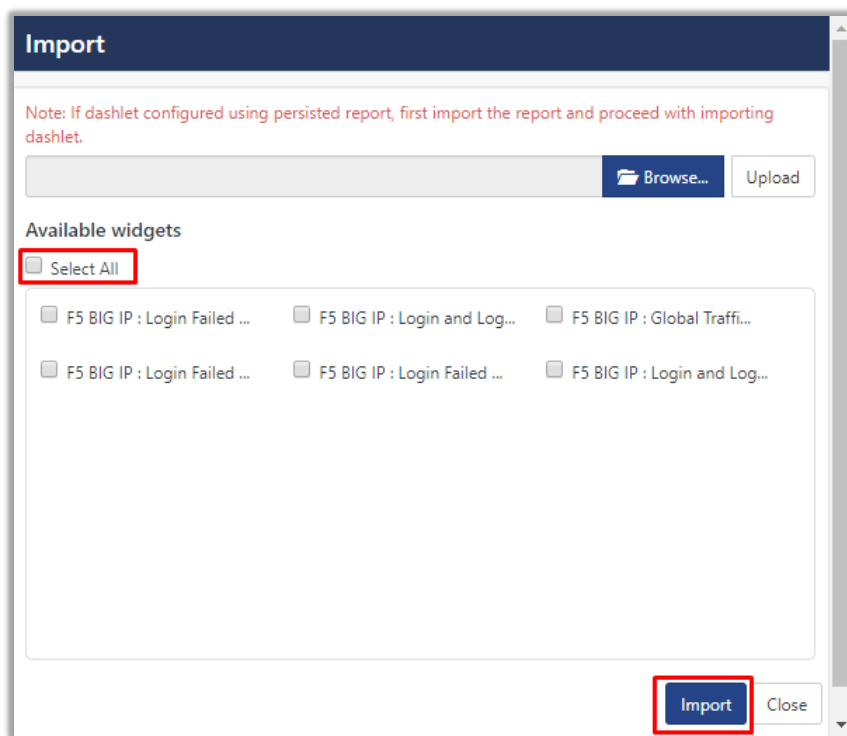 Import
Note: If dashlet configured using persisted report, first import the report and proceed with importing
dashlet.
Browse... Upload
Available widgets
Select All
F5 BIG IP : Login Failed ... F5 BIG IP : Login and Log... F5 BIG IP : Global Traffi...
F5 BIG IP : Login Failed ... F5 BIG IP : Login Failed ... F5 BIG IP : Login and Log...
Import Close